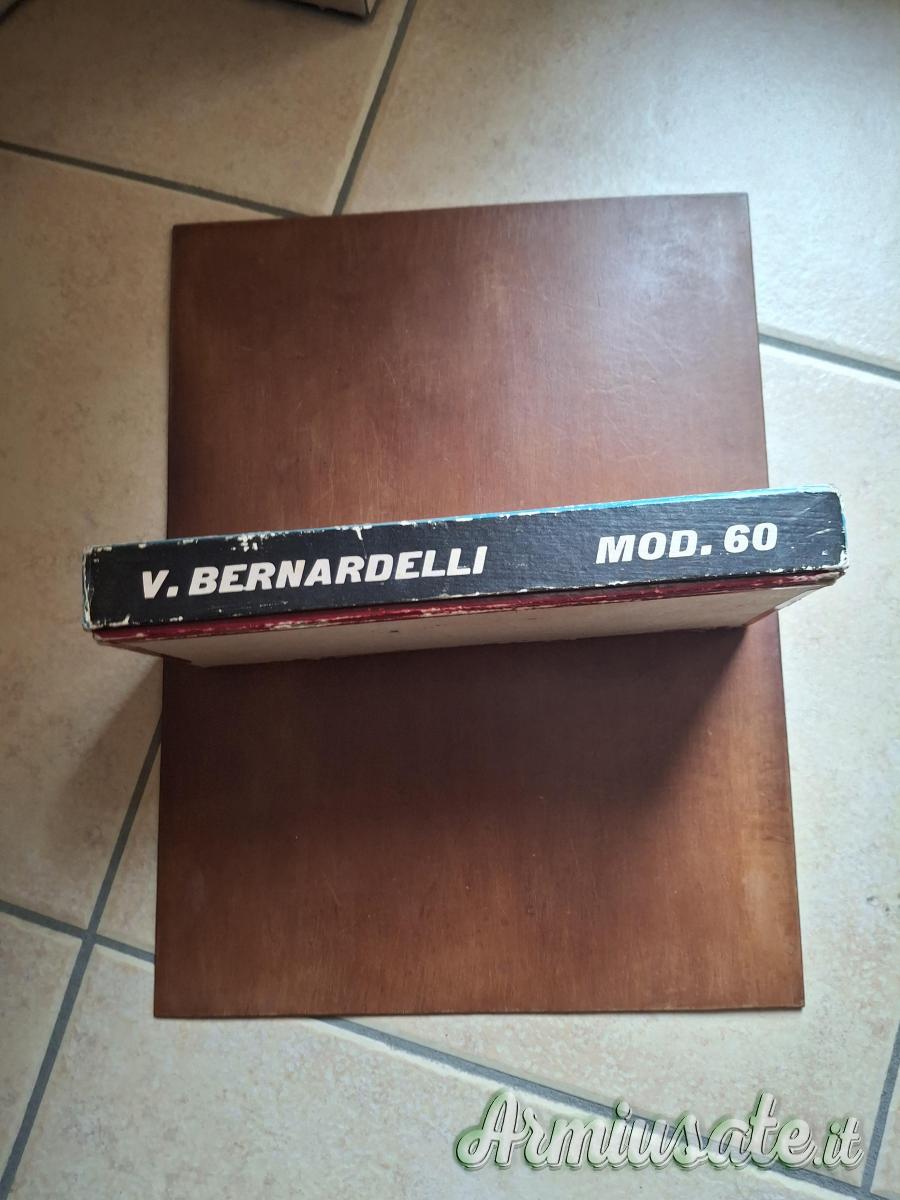 V. BERNARDELLI MOD. 60
Armiusate.it